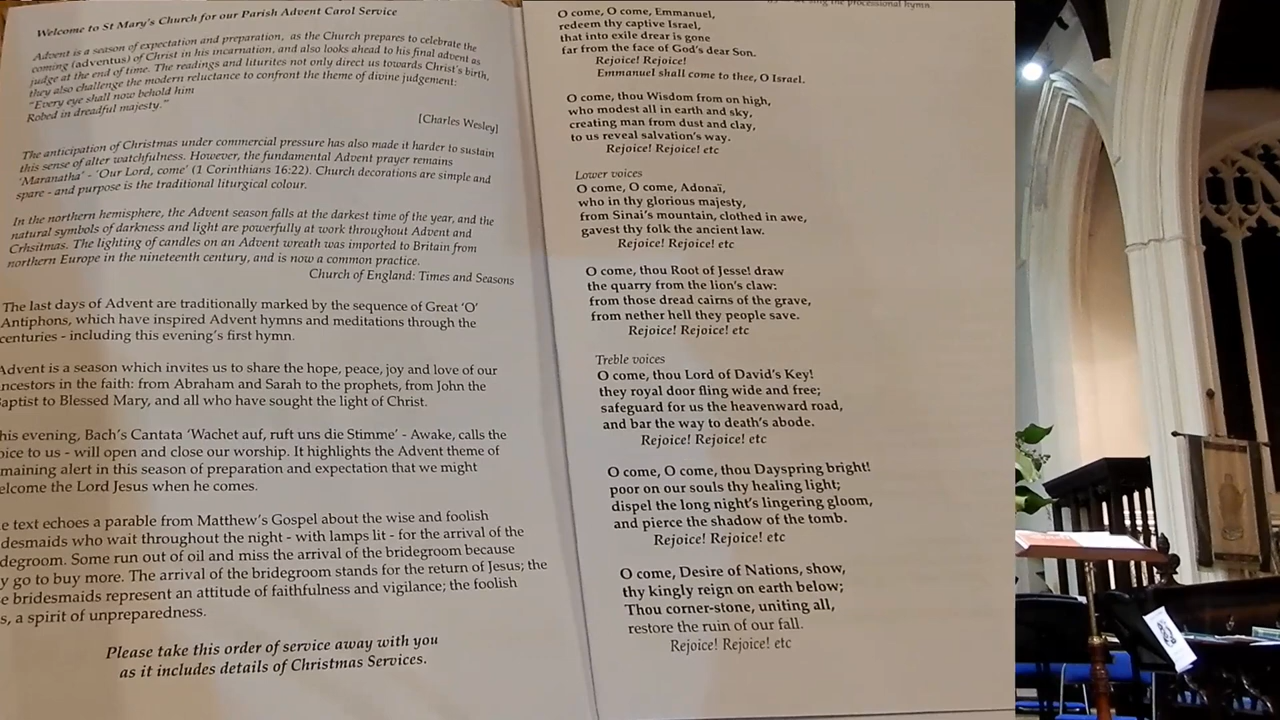 Welcome to St Mary's Church for our Parish Advent Carol Service
Advent is a season of expectation and preparation, as the Church prepares to celebrate the
coming (adventus) of Christ in his incarnation, and also looks ahead to his final advent as
judge at the end of time. The readings and liturites not only direct us towards Christ's birth,
they also challenge the modern reluctance to confront the theme of divine judgement:
"Every eye shall now behold him
Robed in dreadful majesty."
[Charles Wesley]
The anticipation of Christmas under commercial pressure has also made it harder to sustain
this sense of alter watchfulness. However, the fundamental Advent prayer remains
'Maranatha' - 'Our Lord, come' (1 Corinthians 16:22). Church decorations are simple and
spare - and purpose is the traditional liturgical colour.
In the northern hemisphere, the Advent season falls at the darkest time of the year, and the
natural symbols of darkness and light are powerfully at work throughout Advent and
Crhsitmas. The lighting of candles on an Advent wreath was imported to Britain from
northern Europe in the nineteenth century, and is now a common practice.
Church of England: Times and Seasons
The last days of Advent are traditionally marked by the sequence of Great 'O'
Antiphons, which have inspired Advent hymns and meditations through the
centuries - including this evening's first hymn.
Advent is a season which invites us to share the hope, peace, joy and love of our
ncestors in the faith: from Abraham and Sarah to the prophets, from John the
aptist to Blessed Mary, and all who have sought the light of Christ.
his evening, Bach's Cantata 'Wachet auf, ruft uns die Stimme' - Awake, calls the
oice to us - will open and close our worship. It highlights the Advent theme of
maining alert in this season of preparation and expectation that we might
elcome the Lord Jesus when he comes.
e text echoes a parable from Matthew's Gospel about the wise and foolish
desmaids who wait throughout the night - with lamps lit - for the arrival of the
degroom. Some run out of oil and miss the arrival of the bridegroom because
y go to buy more. The arrival of the bridegroom stands for the return of Jesus; the
e bridesmaids represent an attitude of faithfulness and vigilance; the foolish
s, a spirit of unpreparedness.
Please take this order of service away with you
as it includes details of Christmas Services.
the processional hymn
O come, O come, Emmanuel,
redeem thy captive Israel,
that into exile drear is gone
far from the face of God's dear Son.
Rejoice! Rejoice!
Emmanuel shall come to thee, O Israel.
O come, thou Wisdom from on high,
who modest all in earth and sky,
creating man from dust and clay,
to us reveal salvation's way.
Rejoice! Rejoice! etc
Lower voices
O come, O come, Adonaï,
who in thy glorious majesty,
from Sinai's mountain, clothed in awe,
gavest thy folk the ancient law.
Rejoice! Rejoice! etc
O come, thou Root of Jesse! draw
the quarry from the lion's claw:
from those dread cairns of the grave,
from nether hell they people save.
Rejoice! Rejoice! etc
Treble voices
O come, thou Lord of David's Key!
they royal door fling wide and free;
safeguard for us the heavenward road,
and bar the way to death's abode.
Rejoice! Rejoice! etc
O come, O come, thou Dayspring bright!
poor on our souls thy healing light;
dispel the long night's lingering gloom,
and pierce the shadow of the tomb.
Rejoice! Rejoice! etc
O come, Desire of Nations, show,
thy kingly reign on earth below;
Thou corner-stone, uniting all,
restore the ruin of our fall.
Rejoice! Rejoice! etc